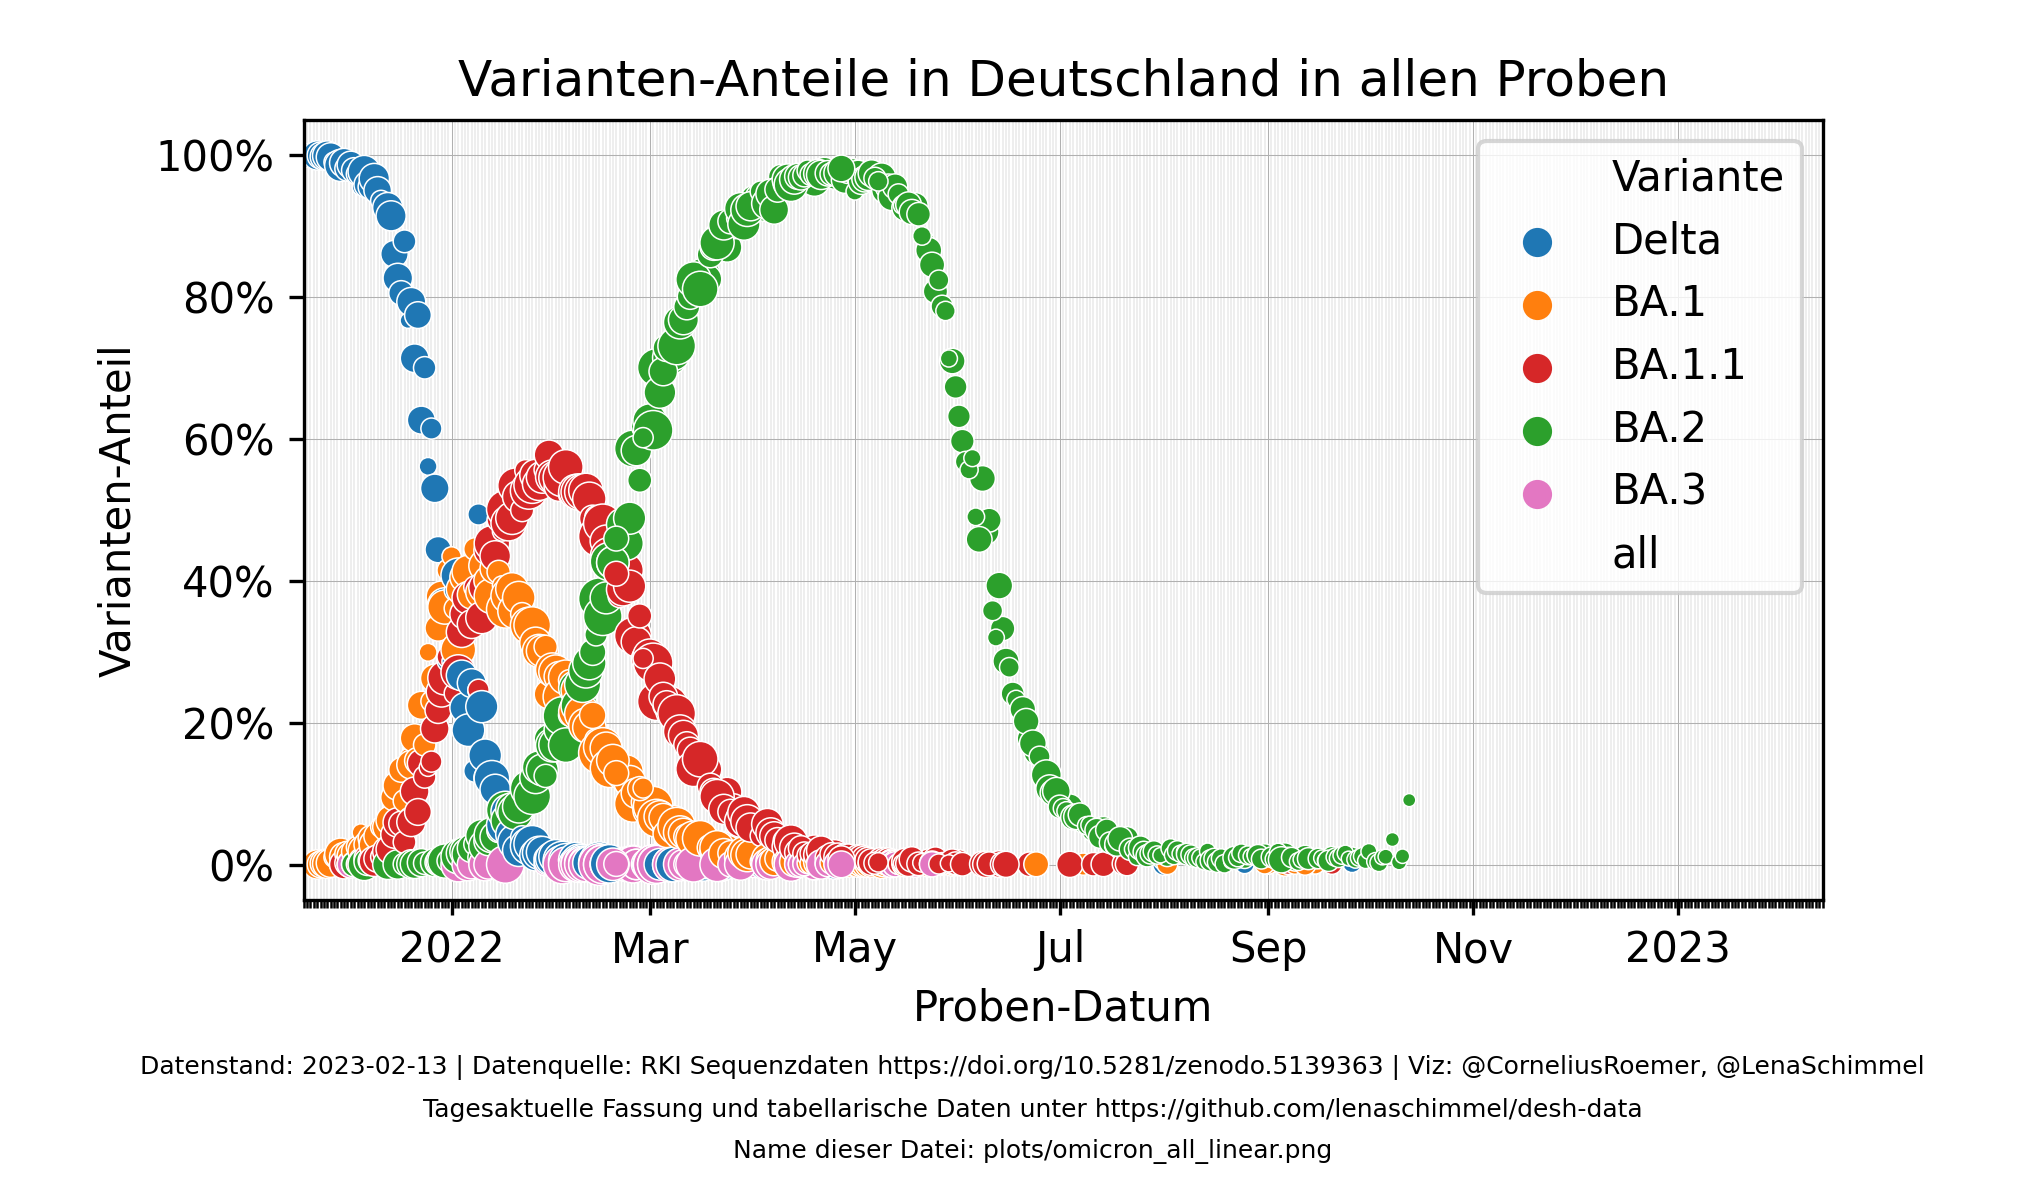 Varianten-Anteile in Deutschland in allen Proben
100%
80%
60%
40%
20%
0%
Varianten-Anteil
Variante
Delta
BA.1
BA.1.1
BA.2
BA.3
all
2022
Mar
May
Jul
Sep
Nov
2023
Proben-Datum
Datenstand: 2023-02-13 | Datenquelle: RKI Sequenzdaten https://doi.org/10.5281/zenodo.5139363 | Viz: @CorneliusRoemer, @LenaSchimmel
Tagesaktuelle Fassung und tabellarische Daten unter https://github.com/lenaschimmel/desh-data
Name dieser Datei: plots/omicron_all_linear.png